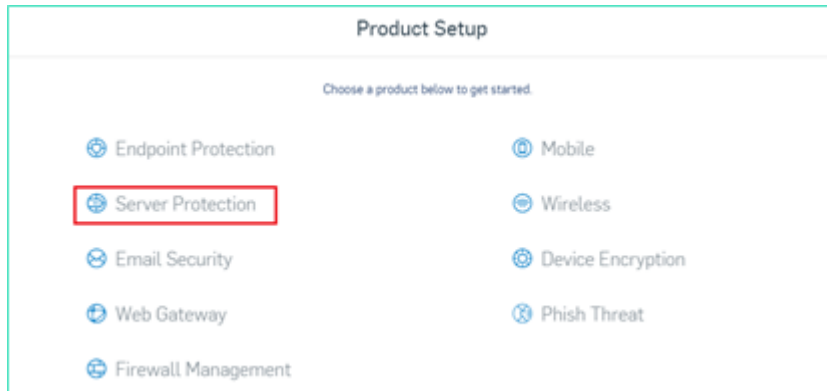 Product Setup
Choose a product below to get started.
Endpoint Protection
Mobile
Server Protection
Wireless
Email Security
Device Encryption
Web Gateway
Phish Threat
Firewall Management